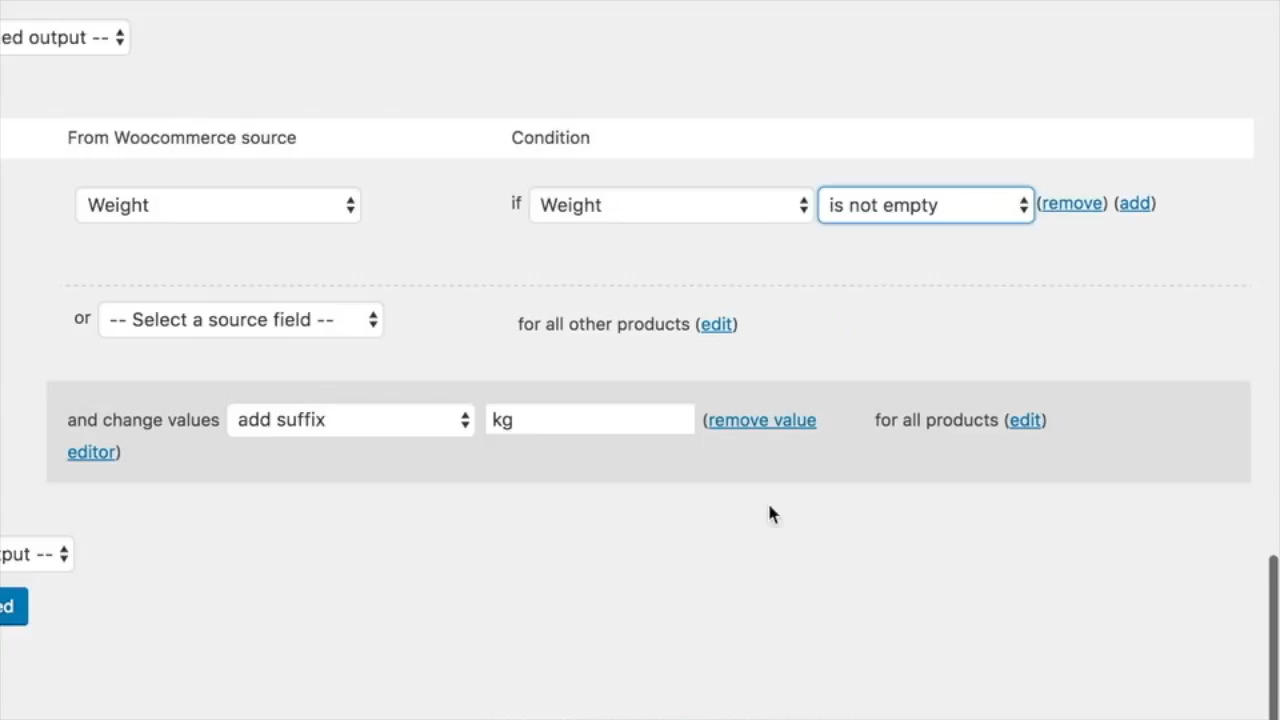 ed output --
From Woocommerce source Condition
Weight if Weight is not empty (remove) (add)
or -- Select a source field -- for all other products (edit)
and change values add suffix kg (remove value for all products (edit)
editor)
put --
ed